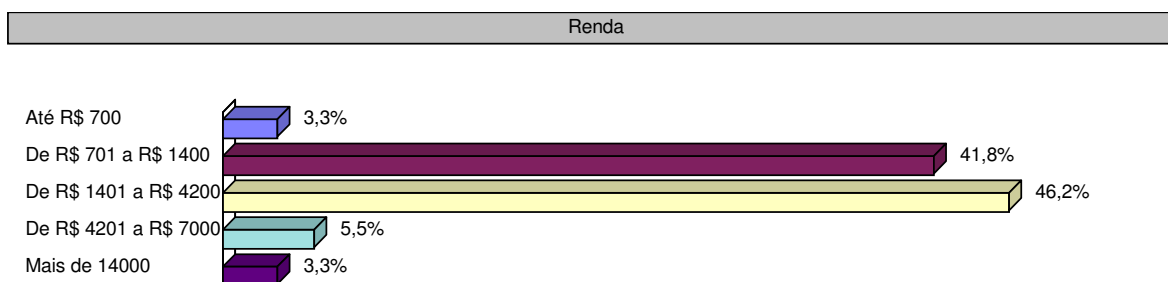 Renda
Até R$ 700 3,3%
De R$ 701 a R$ 1400 41,8%
De R$ 1401 a R$ 4200 46,2%
De R$ 4201 a R$ 7000 5,5%
Mais de 14000 3,3%